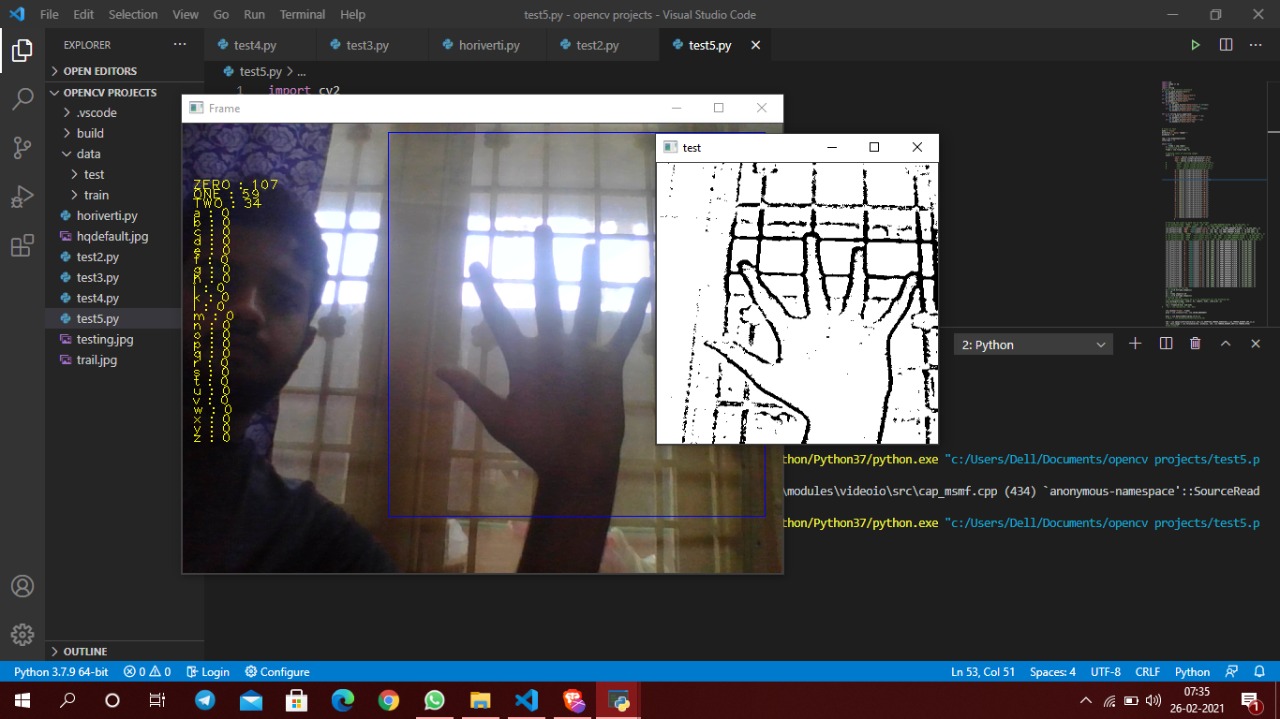 File Edit Selection View Go Run Terminal Help
test5.py - opencv projects - Visual Studio Code
EXPLORER
test4.py test3.py horiverti.py test2.py test5.py
OPEN EDITORS
test5.py > ...
OPENCV PROJECTS
1 import cv2
.vscode
build
data
test
train
horiverti.py
hqdefault.jpg
test2.py
test3.py
test4.py
test5.py
testing.jpg
trail.jpg
Frame
ZERO : 107
ONE : 59
TWO : 34
a : 0
b : 0
c : 0
d : 0
e : 0
f : 0
g : 0
h : 0
i : 0
j : 0
k : 0
l : 0
m : 0
n : 0
o : 0
p : 0
q : 0
r : 0
s : 0
t : 0
u : 0
v : 0
w : 0
x : 0
y : 0
z : 0
test
2: Python
thon/Python37/python.exe "c:/Users/Dell/Documents/opencv projects/test5.p
\modules\videoio\src\cap_msmf.cpp (434) `anonymous-namespace'::SourceRead
thon/Python37/python.exe "c:/Users/Dell/Documents/opencv projects/test5.p
OUTLINE
Python 3.7.9 64-bit 0 0 Login Configure
Ln 53, Col 51 Spaces: 4 UTF-8 CRLF Python
07:35
26-02-2021
1